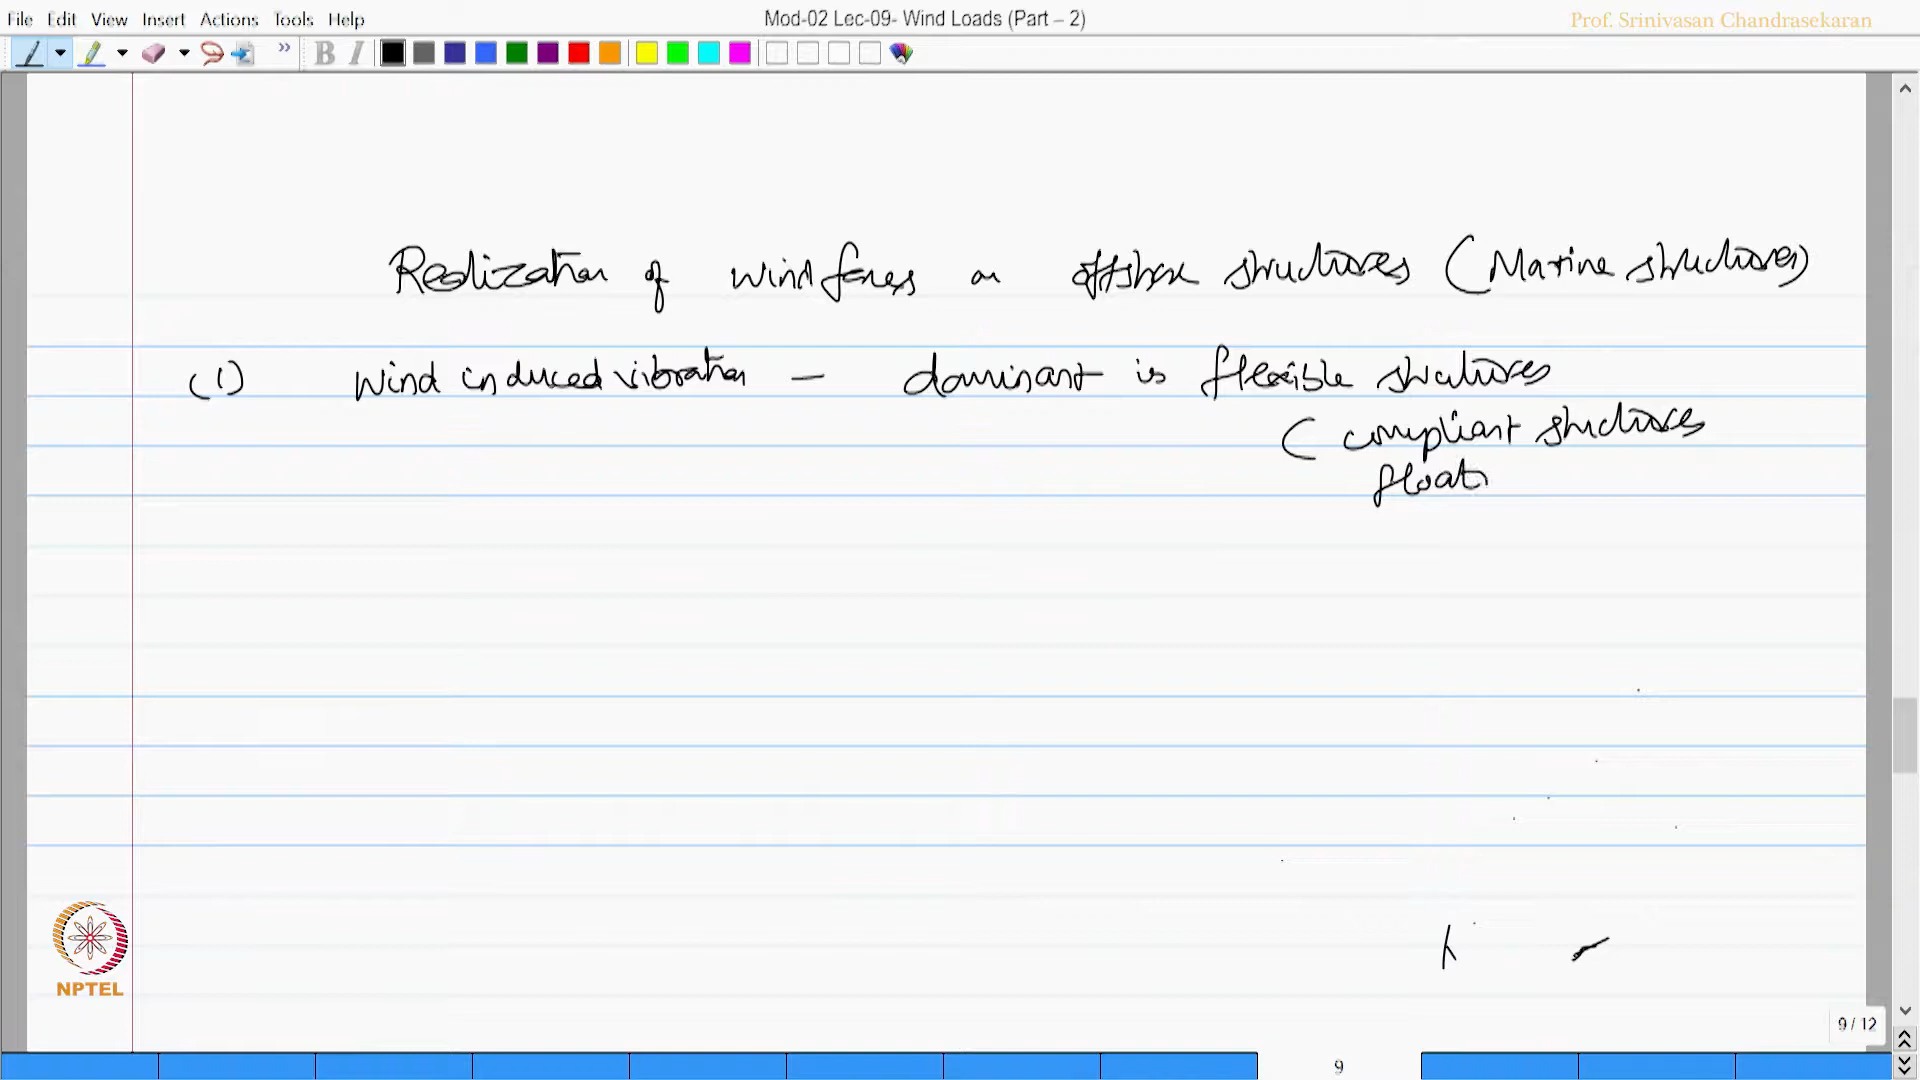 File Edit View Insert Actions Tools Help
Mod-02 Lec-09- Wind Loads (Part – 2)
Prof. Srinivasan Chandrasekaran
B I
Realization of wind forces on offshore structures (Marine structures)
(1) Wind induced vibration — dominant is flexible structures
( compliant structures
floati
NPTEL
9 / 12
9